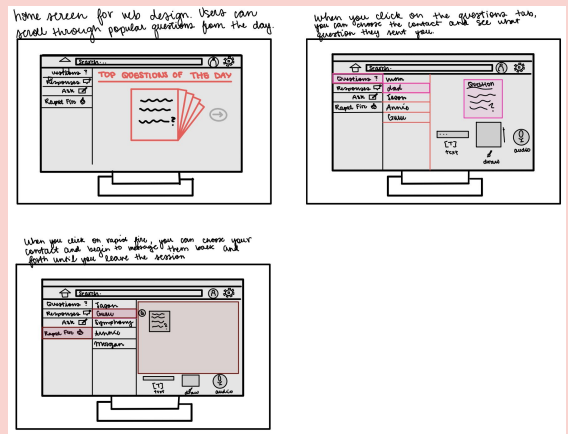 home screen for web design. Users can
scroll through popular questions from the day.
Search...
Questions ?
Responses
Ask
Rapid Fire
TOP QUESTIONS OF THE DAY
?
When you click on the questions tab,
you can choose the contact and see what
question they sent you
Search...
Questions ?
Responses
Ask
Rapid Fire
mom
dad
Jason
Annie
Guau
Question
?
[T]
text
draw
audio
When you click on rapid fire, you can choose your
contact and begin to message them back and
forth until you leave the session
Search...
Questions ?
Responses
Ask
Rapid Fire
Jason
Guau
Symphony
Annie
Morgan
?
[T]
text
draw
audio